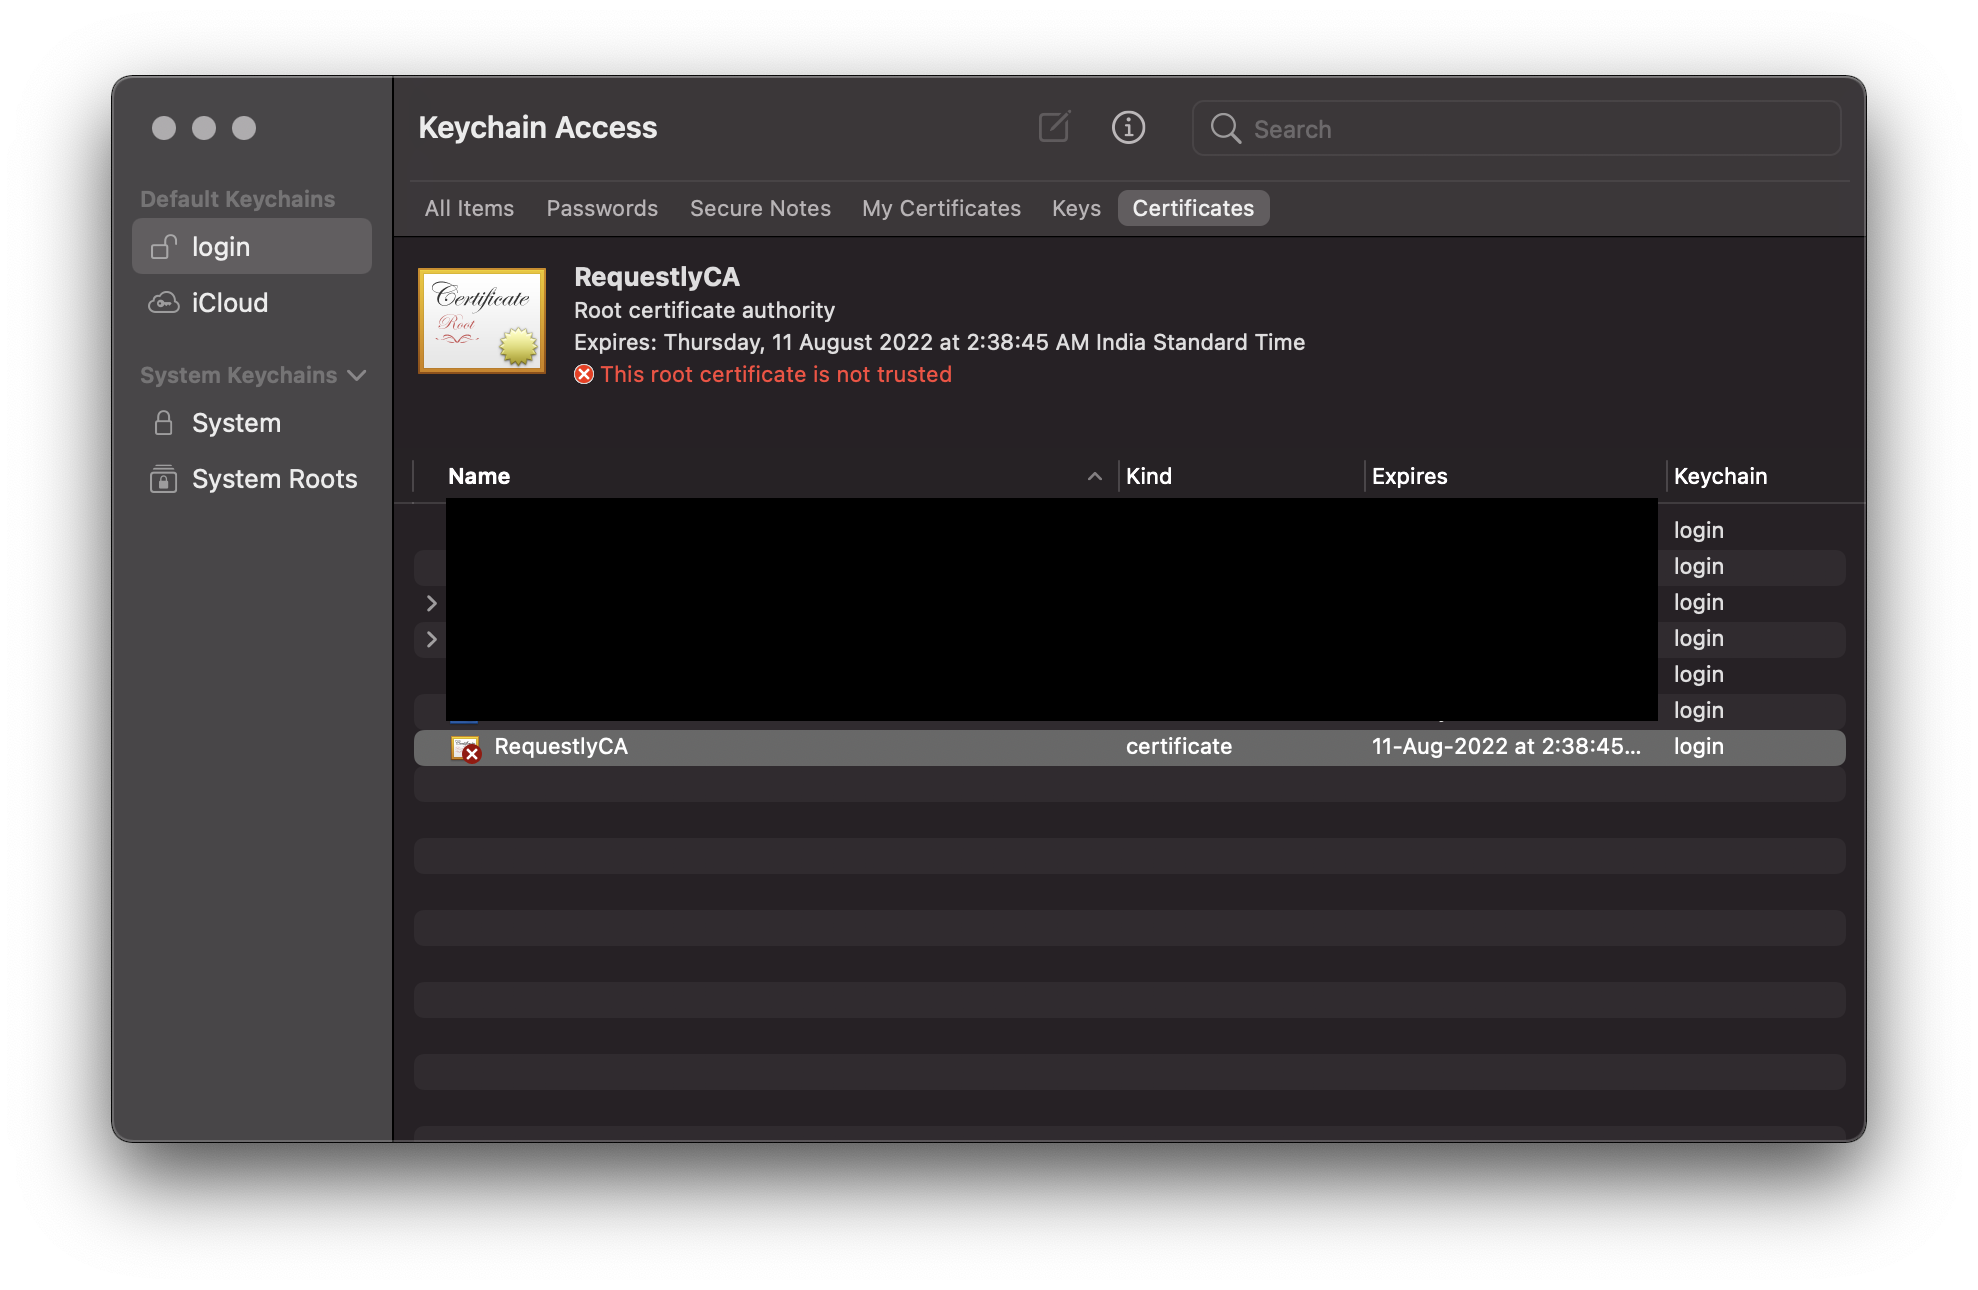 Keychain Access
Search
Default Keychains
login
iCloud
System Keychains
System
System Roots
All Items Passwords Secure Notes My Certificates Keys Certificates
Certificate
Root
RequestlyCA
Root certificate authority
Expires: Thursday, 11 August 2022 at 2:38:45 AM India Standard Time
This root certificate is not trusted
Name Kind Expires Keychain
login
login
login
login
login
login
RequestlyCA certificate 11-Aug-2022 at 2:38:45... login